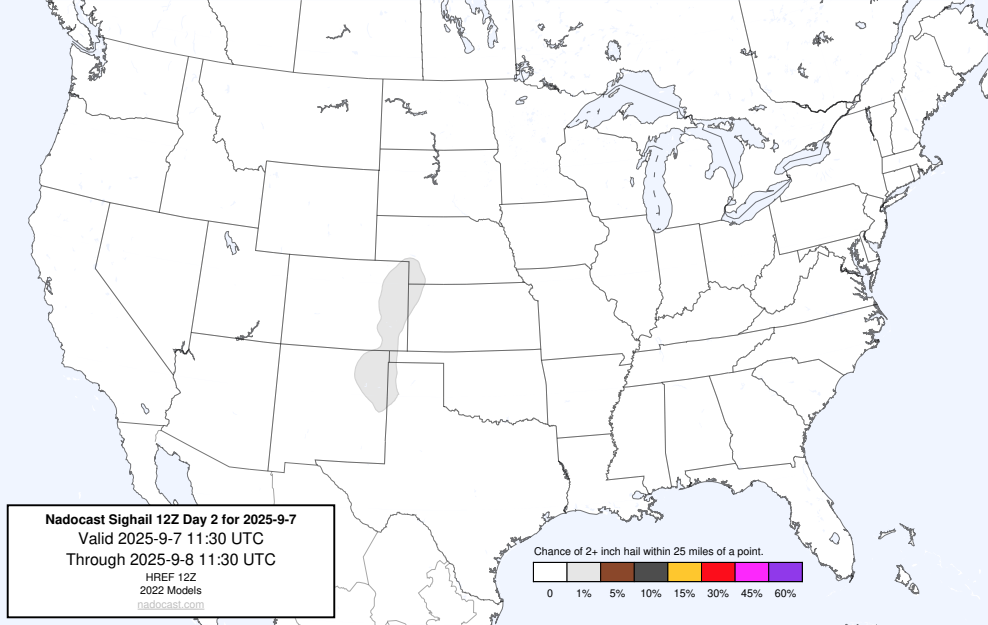 Nadocast Sighail 12Z Day 2 for 2025-9-7
Valid 2025-9-7 11:30 UTC
Through 2025-9-8 11:30 UTC
HREF 12Z
2022 Models
nadocast.com
Chance of 2+ inch hail within 25 miles of a point.
0 1% 5% 10% 15% 30% 45% 60%